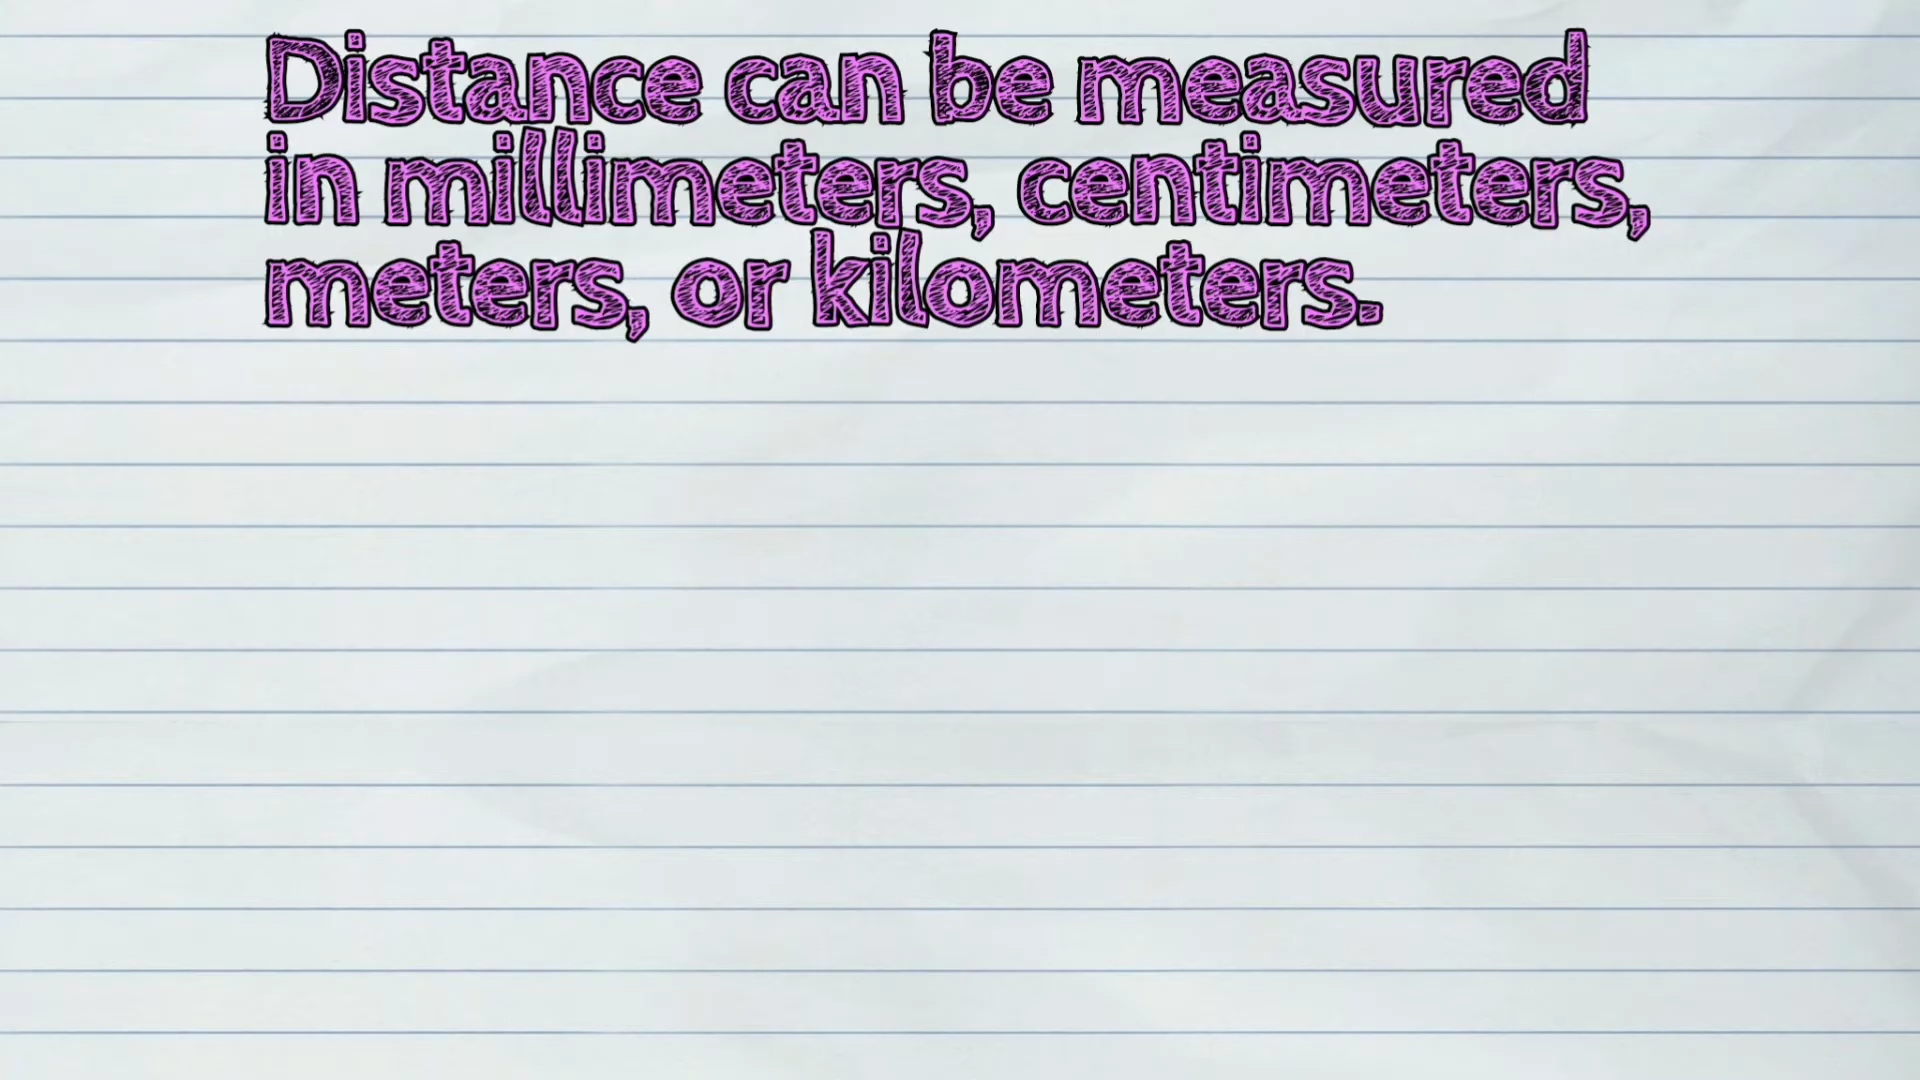 Distance can be measured
in millimeters, centimeters,
meters, or kilometers.